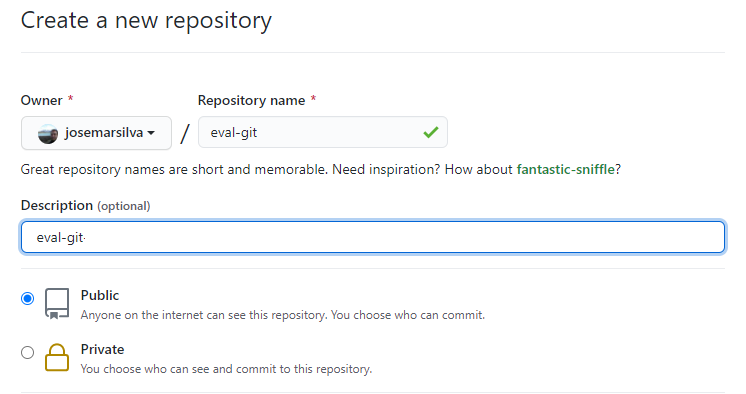 Create a new repository
Owner * Repository name *
josemarsilva / eval-git
Great repository names are short and memorable. Need inspiration? How about fantastic-sniffle?
Description (optional)
eval-git·
Public
Anyone on the internet can see this repository. You choose who can commit.
Private
You choose who can see and commit to this repository.